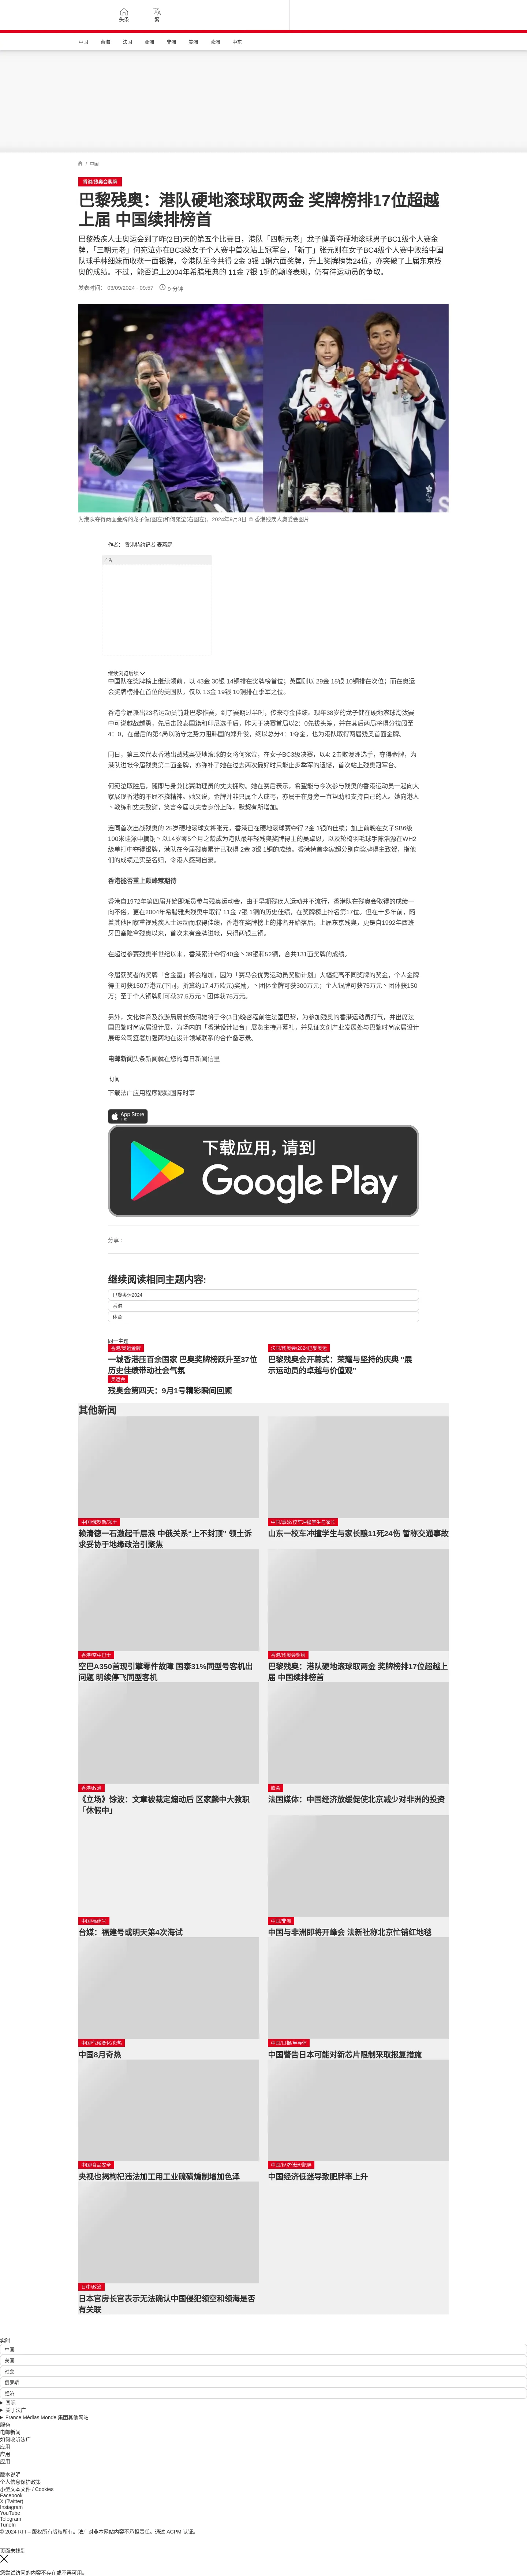 头条
繁
中国
台海
法国
亚洲
非洲
美洲
欧洲
中东
/ 中国
香港/残奥会奖牌
巴黎残奥：港队硬地滚球取两金 奖牌榜排17位超越
上届 中国续排榜首
巴黎残疾人士奥运会到了昨(2日)天的第五个比赛日，港队「四朝元老」龙子健勇夺硬地滚球男子BC1级个人赛金
牌，「三朝元老」何宛淧亦在BC3级女子个人赛中首次站上冠军台，「新丁」张元则在女子BC4级个人赛中败给中国
队球手林细妹而收获一面银牌，令港队至今共得 2金 3银 1铜六面奖牌，升上奖牌榜第24位，亦突破了上届东京残
奥的成绩。不过，能否追上2004年希腊雅典的 11金 7银 1铜的颠峰表现，仍有待运动员的争取。
发表时间： 03/09/2024 - 09:57
9 分钟
为港队夺得两面金牌的龙子健(图左)和何宛淧(右图左)。2024年9月3日 © 香港残疾人奥委会图片
作者： 香港特约记者 麦燕庭
广告
继续浏览后续
中国队在奖牌榜上继续领前，以 43金 30银 14铜排在奖牌榜首位；英国则以 29金 15银 10铜排在次位；而在奥运
会奖牌榜排在首位的美国队，仅以 13金 19银 10铜排在季军之位。
香港今届派出23名运动员前赴巴黎作赛，到了赛期过半时，传来夺金佳绩。现年38岁的龙子健在硬地滚球淘汰赛
中可说越战越勇，先后击败泰国籍和印尼选手后，昨天于决赛首局以2：0先拔头筹，并在其后两局将得分拉阔至
4：0，在最后的第4局以防守之势力阻韩国的郑升俊，终以总分4：1夺金，也为港队取得两届残奥首面金牌。
同日，第三次代表香港出战残奥硬地滚球的女将何宛淧，在女子BC3级决赛，以4: 2击败澳洲选手，夺得金牌，为
港队进帐今届残奥第二面金牌，亦弥补了她在过去两次最好时只能止步季军的遗憾，首次站上残奥冠军台。
何宛淧取胜后，随即与身兼比赛助理员的丈夫拥吻。她在赛后表示，希望能与今次参与残奥的香港运动员一起向大
家展现香港的不屈不挠精神。她又说，金牌并非只属个人成丐，亦属于在身旁一直帮助和支持自己的人。她向港人
丶教练和丈夫致谢，笑言今届以夫妻身份上阵，默契有所增加。
连同首次出战残奥的 25岁硬地滚球女将张元，香港已在硬地滚球赛夺得 2金 1银的佳绩；加上前晚在女子SB6级
100米蛙泳中摘铜丶以14岁零5个月之龄成为港队最年轻残奥奖牌得主的吴卓恩，以及轮椅羽毛球手陈浩源在WH2
级单打中夺得银牌，港队在今届残奥累计已取得 2金 3银 1铜的成绩。香港特首李家超分别向奖牌得主致贺，指他
们的成绩是实至名归，令港人感到自豪。
香港能否重上颠峰惹期待
香港自1972年第四届开始即派员参与残奥运动会，由于早期残疾人运动并不流行，香港队在残奥会取得的成绩一
向不俗，更在2004年希腊雅典残奥中取得 11金 7银 1铜的历史佳绩，在奖牌榜上排名第17位。但在十多年前，随
着其他国家重视残疾人士运动而取得佳绩，香港在奖牌榜上的排名开始落后，上届东京残奥，更是自1992年西班
牙巴塞隆拿残奥以来，首次未有金牌进帐，只得两银三铜。
在超过参赛残奥半世纪以来，香港累计夺得40金丶39银和52铜，合共131面奖牌的成绩。
今届获奖者的奖牌「含金量」将会增加，因为「赛马会优秀运动员奖励计划」大幅提高不同奖牌的奖金，个人金牌
得主可获150万港元(下同，折算约17.4万欧元)奖励，丶团体金牌可获300万元；个人银牌可获75万元丶团体获150
万；至于个人铜牌则可获37.5万元丶团体获75万元。
另外，文化体育及旅游局局长杨润雄将于今(3日)晚啓程前往法国巴黎，为参加残奥的香港运动员打气，并出席法
国巴黎时尚家居设计展，为场内的「香港设计舞台」展览主持开幕礼，并见证文创产业发展处与巴黎时尚家居设计
展母公司签署加强两地在设计领域联系的合作备忘录。
电邮新闻头条新闻就在您的每日新闻信里
订阅
下载法广应用程序跟踪国际时事
App Store
下载应用，请到
Google Play
分享：
继续阅读相同主题内容:
巴黎奥运2024
香港
体育
同一主题
香港/奥运金牌
一城香港压百余国家 巴奥奖牌榜跃升至37位
历史佳绩带动社会气氛
法国/残奥会/2024巴黎奥运
巴黎残奥会开幕式：荣耀与坚持的庆典 “展
示运动员的卓越与价值观”
奥运会
残奥会第四天：9月1号精彩瞬间回顾
其他新闻
中国/俄罗斯/领土
赖清德一石激起千层浪 中俄关系“上不封顶” 领土诉
求妥协于地缘政治引聚焦
中国/事故/校车冲撞学生与家长
山东一校车冲撞学生与家长酿11死24伤 暂称交通事故
香港/空中巴士
空巴A350首现引擎零件故障 国泰31%同型号客机出
问题 明续停飞同型客机
香港/残奥会奖牌
巴黎残奥：港队硬地滚球取两金 奖牌榜排17位超越上
届 中国续排榜首
香港/政治
《立场》馀波：文章被裁定煽动后 区家麟中大教职
「休假中」
峰会
法国媒体：中国经济放缓促使北京减少对非洲的投资
中国/福建号
台媒：福建号或明天第4次海试
中国/非洲
中国与非洲即将开峰会 法新社称北京忙铺红地毯
中国/气候变化/炎热
中国8月奇热
中国/日报/半导体
中国警告日本可能对新芯片限制采取报复措施
中国/食品安全
央视也揭枸杞违法加工用工业硫磺燻制增加色泽
中国/经济低迷/肥胖
中国经济低迷导致肥胖率上升
日中/政治
日本官房长官表示无法确认中国侵犯领空和领海是否
有关联
实时
中国
美国
社会
俄罗斯
经济
国际
关于法广
France Médias Monde 集团其他网站
服务
电邮新闻
如何收听法广
应用
应用
应用
版本说明
个人信息保护政策
小型文本文件 / Cookies
Facebook
X (Twitter)
Instagram
YouTube
Telegram
TuneIn
© 2024 RFI – 版权所有版权所有。法广对非本网站内容不承担责任。通过 ACPM 认证。
页面未找到
您尝试访问的内容不存在或不再可用。